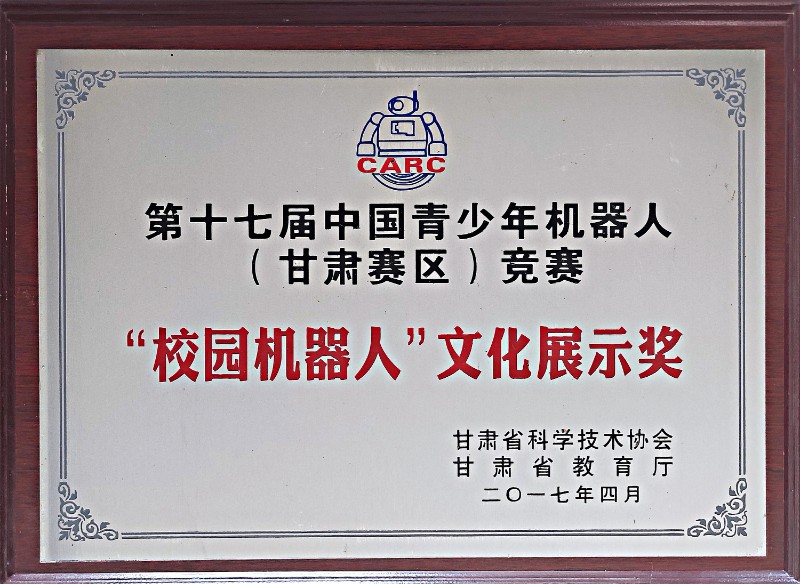 CARC
第十七届中国青少年机器人
（甘肃赛区）竞赛
“校园机器人”文化展示奖
甘肃省科学技术协会
甘肃省教育厅
二〇一七年四月